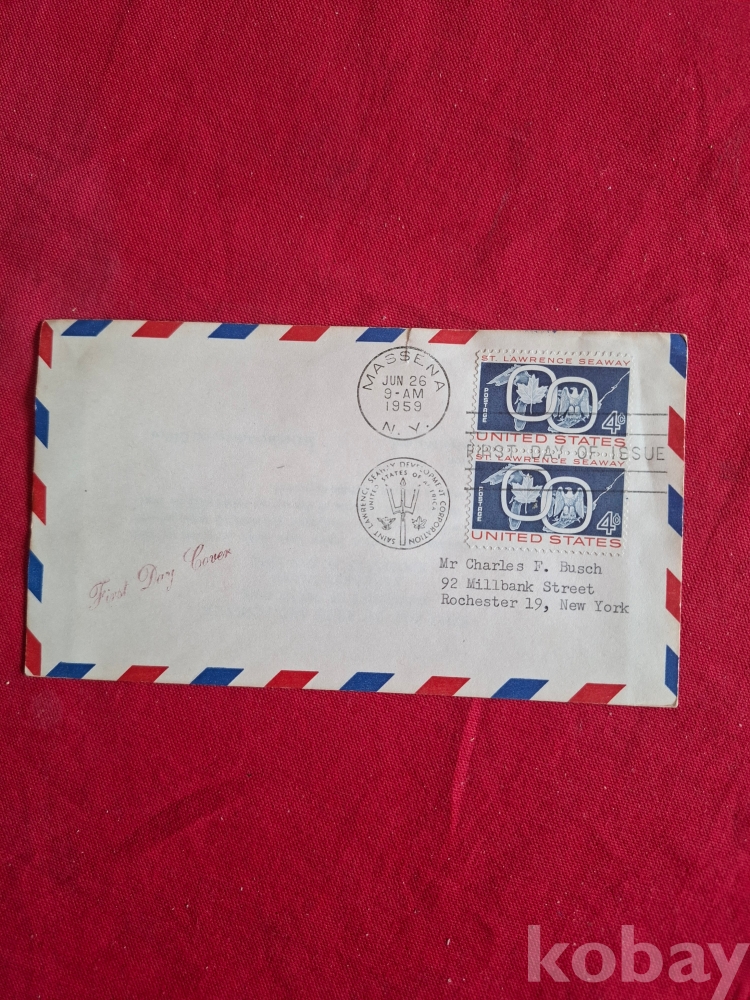 MASSENA
JUN 26
9-AM
1959
N. Y.
ST. LAWRENCE SEAWAY
POSTAGE
4¢
UNITED STATES
FIRST DAY OF ISSUE
ST. LAWRENCE SEAWAY
POSTAGE
4¢
UNITED STATES
SAINT LAWRENCE SEAWAY DEVELOPMENT CORPORATION
UNITED STATES OF AMERICA
First Day Cover
Mr Charles F. Busch
92 Millbank Street
Rochester 19, New York
kobay